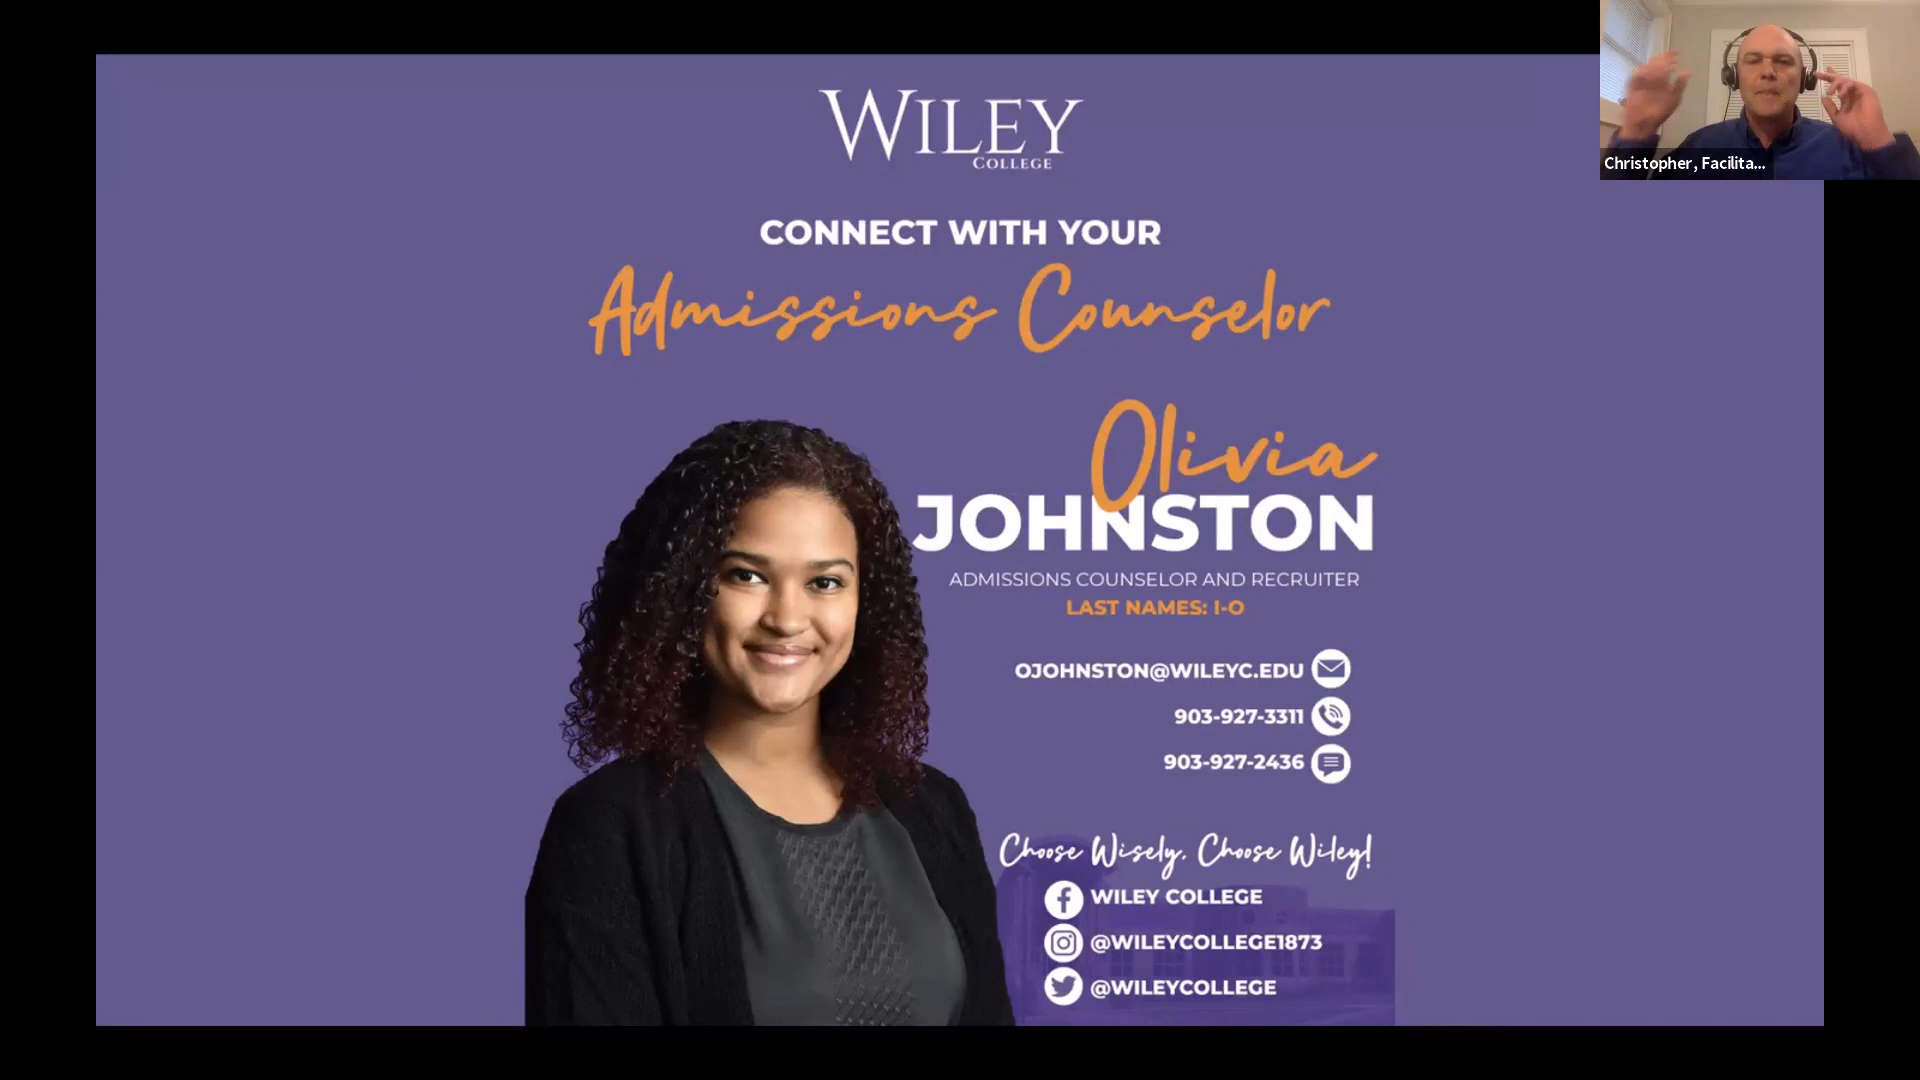 WILEY
COLLEGE
Christopher, Facilita...
CONNECT WITH YOUR
Admissions Counselor
Olivia
JOHNSTON
ADMISSIONS COUNSELOR AND RECRUITER
LAST NAMES: I-O
OJOHNSTON@WILEYC.EDU
903-927-3311
903-927-2436
Choose Wisely. Choose Wiley!
WILEY COLLEGE
@WILEYCOLLEGE1873
@WILEYCOLLEGE